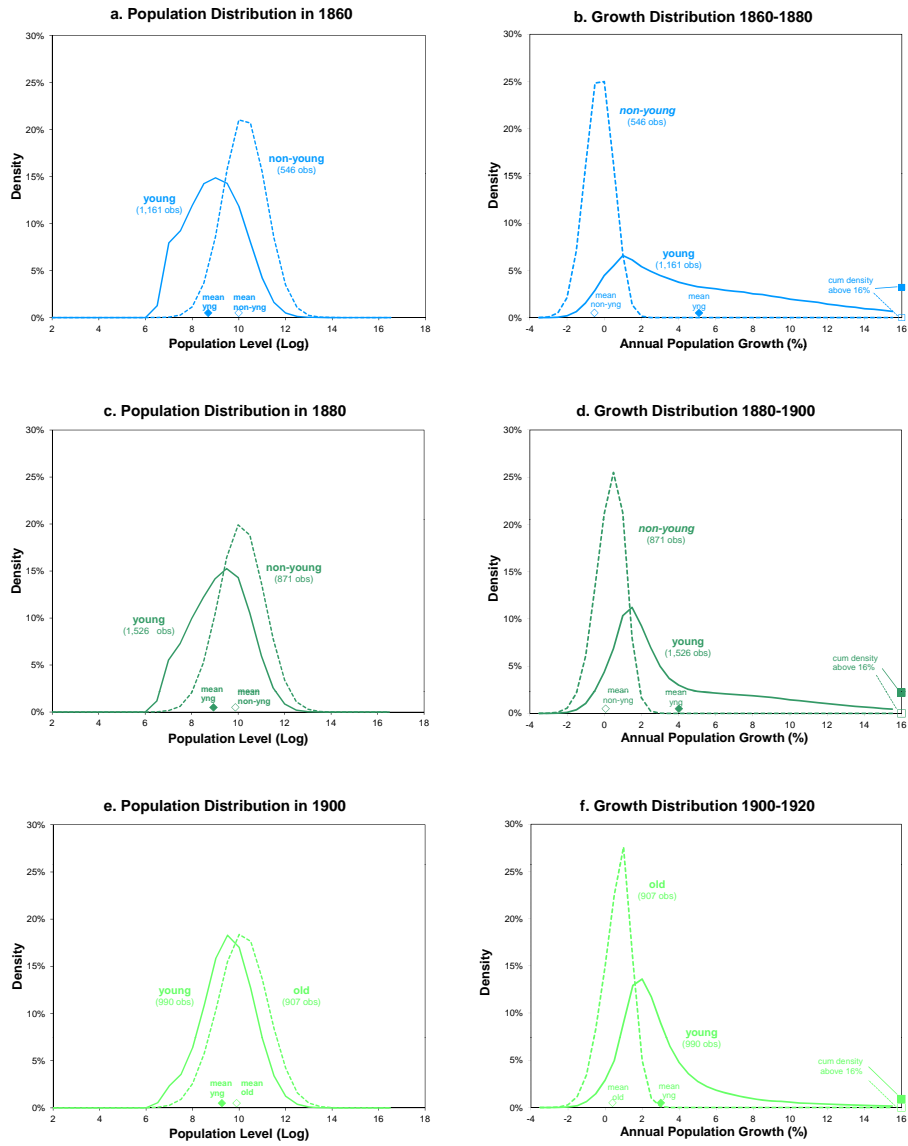 a. Population Distribution in 1860
30%
25%
20%
15%
10%
5%
0%
Density
non-young
(546 obs)
young
(1,161 obs)
mean
yng
mean
non-yng
2 4 6 8 10 12 14 16 18
Population Level (Log)
b. Growth Distribution 1860-1880
30%
25%
20%
15%
10%
5%
0%
Density
non-young
(546 obs)
young
(1,161 obs)
cum density
above 16%
mean
non-yng
mean
yng
-4 -2 0 2 4 6 8 10 12 14 16
Annual Population Growth (%)
c. Population Distribution in 1880
30%
25%
20%
15%
10%
5%
0%
Density
non-young
(871 obs)
young
(1,526 obs)
mean
yng
mean
non-yng
2 4 6 8 10 12 14 16 18
Population Level (Log)
d. Growth Distribution 1880-1900
30%
25%
20%
15%
10%
5%
0%
Density
non-young
(871 obs)
young
(1,526 obs)
cum density
above 16%
mean
non-yng
mean
yng
-4 -2 0 2 4 6 8 10 12 14 16
Annual Population Growth (%)
e. Population Distribution in 1900
30%
25%
20%
15%
10%
5%
0%
Density
young
(990 obs)
old
(907 obs)
mean
yng
mean
old
2 4 6 8 10 12 14 16 18
Population Level (Log)
f. Growth Distribution 1900-1920
30%
25%
20%
15%
10%
5%
0%
Density
old
(907 obs)
young
(990 obs)
cum density
above 16%
mean
old
mean
yng
-4 -2 0 2 4 6 8 10 12 14 16
Annual Population Growth (%)